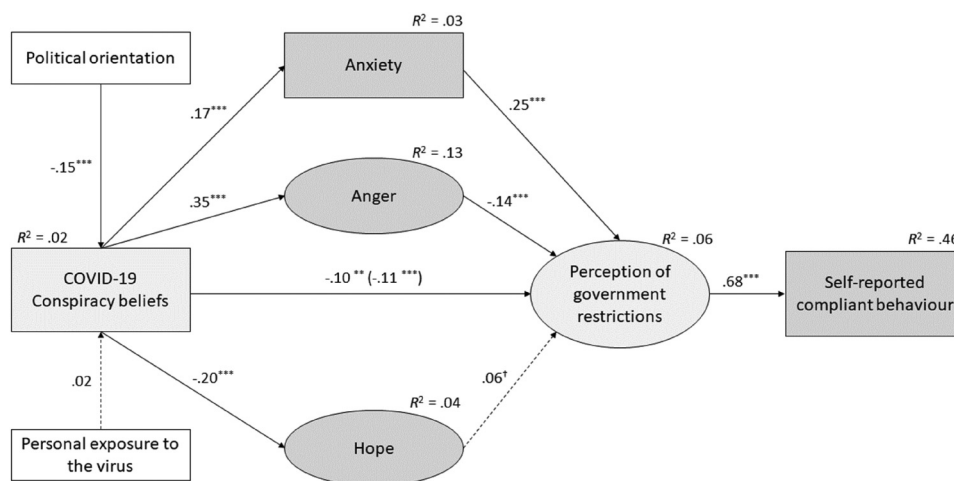 R² = .03
Political orientation
Anxiety
.17***
.25***
-.15***
R² = .13
.35***
Anger
-.14***
R² = .02
R² = .06
R² = .46
COVID-19
Conspiracy beliefs
-.10 ** (-.11 ***)
Perception of
government
restrictions
.68***
Self-reported
compliant behaviour
.02
-.20***
.06†
R² = .04
Personal exposure to
the virus
Hope